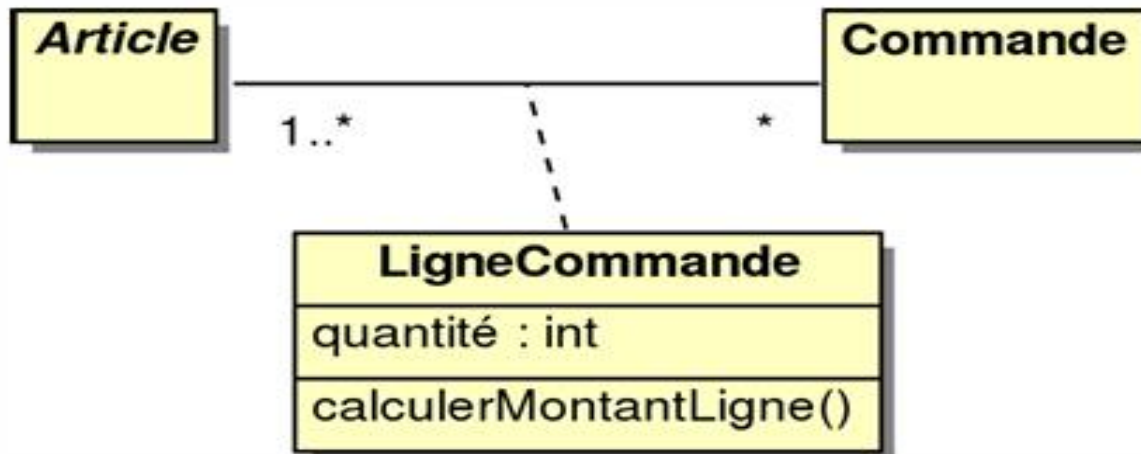 Article
Commande
1..*
*
LigneCommande
quantité : int
calculerMontantLigne()